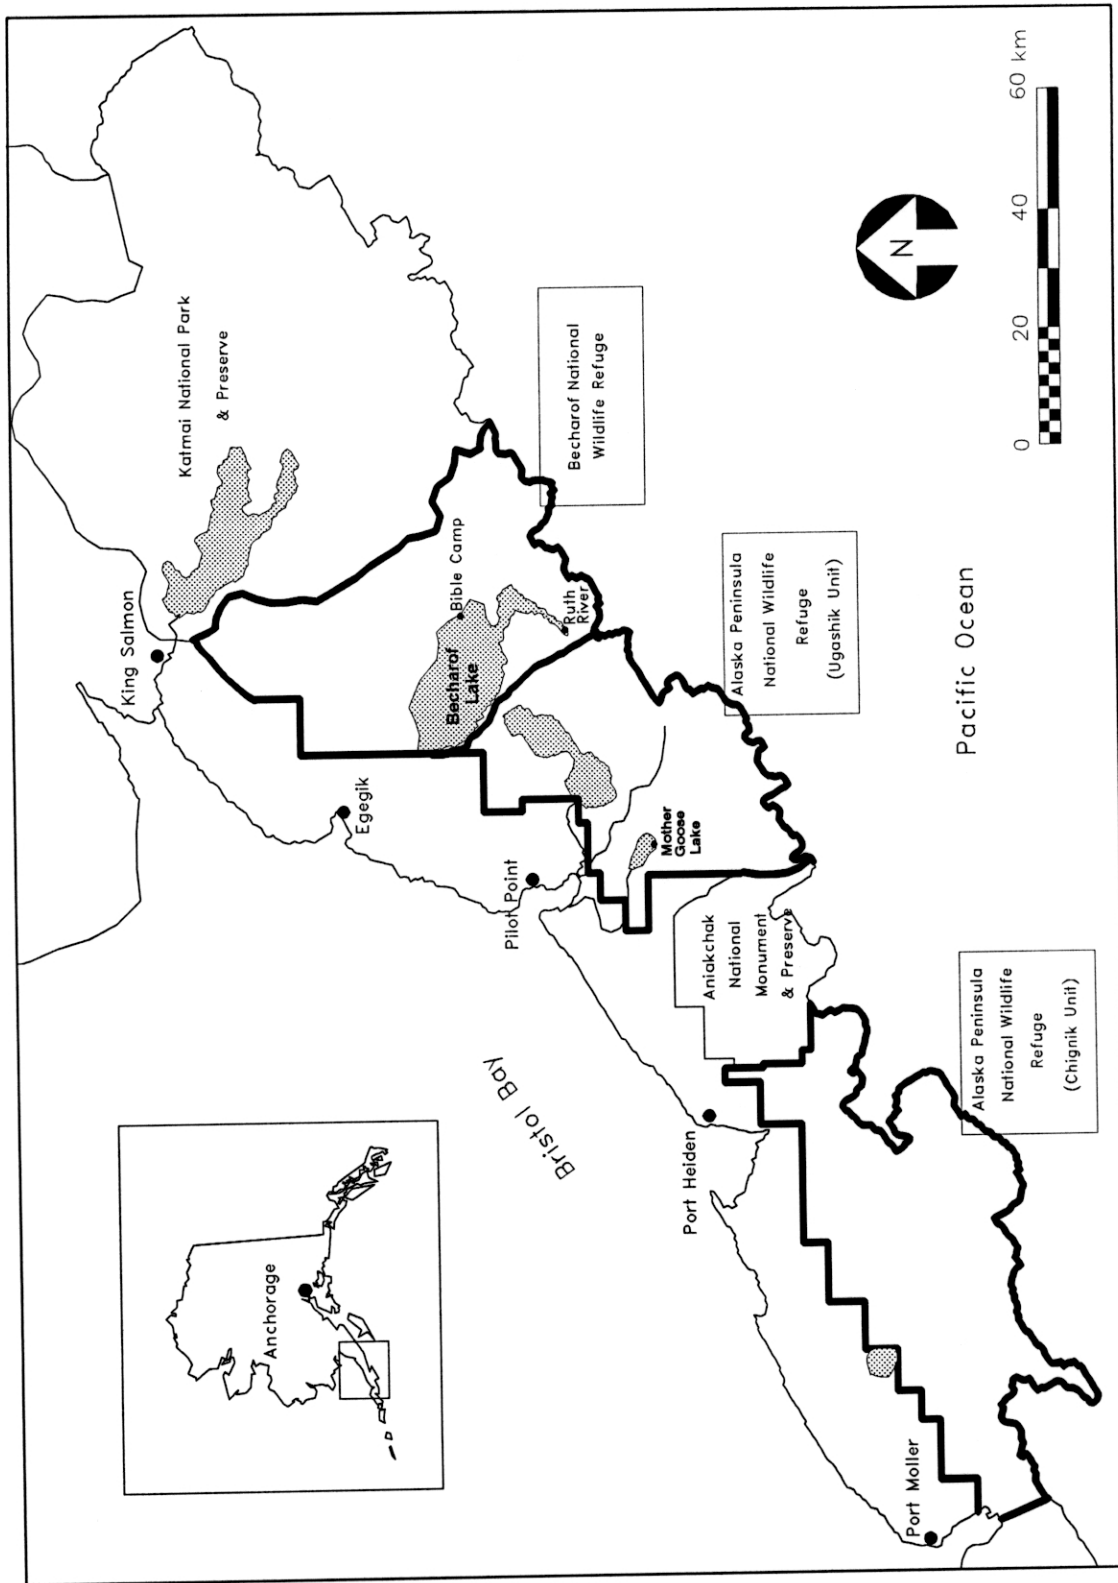 Katmai National Park
& Preserve
King Salmon
Becharof National
Wildlife Refuge
Bible Camp
Becharof
Lake
Ruth
River
Egegik
Alaska Peninsula
National Wildlife
Refuge
(Ugashik Unit)
Pilot Point
Mother
Goose
Lake
Pacific Ocean
Aniakchak
National
Monument
& Preserve
Bristol Bay
Alaska Peninsula
National Wildlife
Refuge
(Chignik Unit)
Port Heiden
Port Moller
Anchorage
N
0 20 40 60 km